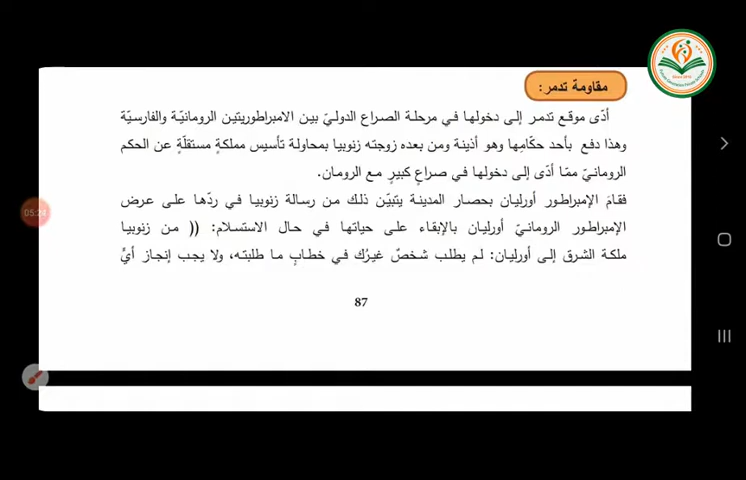 مقاومة تدمر:
أدّى موقع تدمر إلى دخولها في مرحلة الصراع الدوليّ بين الامبراطوريتين الرومانيّة والفارسيّة
وهذا دفع بأحد حكّامِها وهو أذينة ومن بعده زوجته زنوبيا بمحاولة تأسيس مملكةٍ مستقلّةٍ عن الحكم
الرومانيّ ممّا أدّى إلى دخولها في صراعٍ كبيرٍ مع الرومان.
فقامَ الإمبراطور أورليان بحصار المدينة يتبيّن ذلك من رسالة زنوبيا في ردّها على عرض
الإمبراطور الرومانيّ أورليان بالإبقاء على حياتها في حال الاستسلام: (( من زنوبيا
ملكة الشرق إلى أورليان: لم يطلب شخصٌ غيرُك في خطابٍ ما طلبته، ولا يجب إنجاز أيُّ
87
05:24